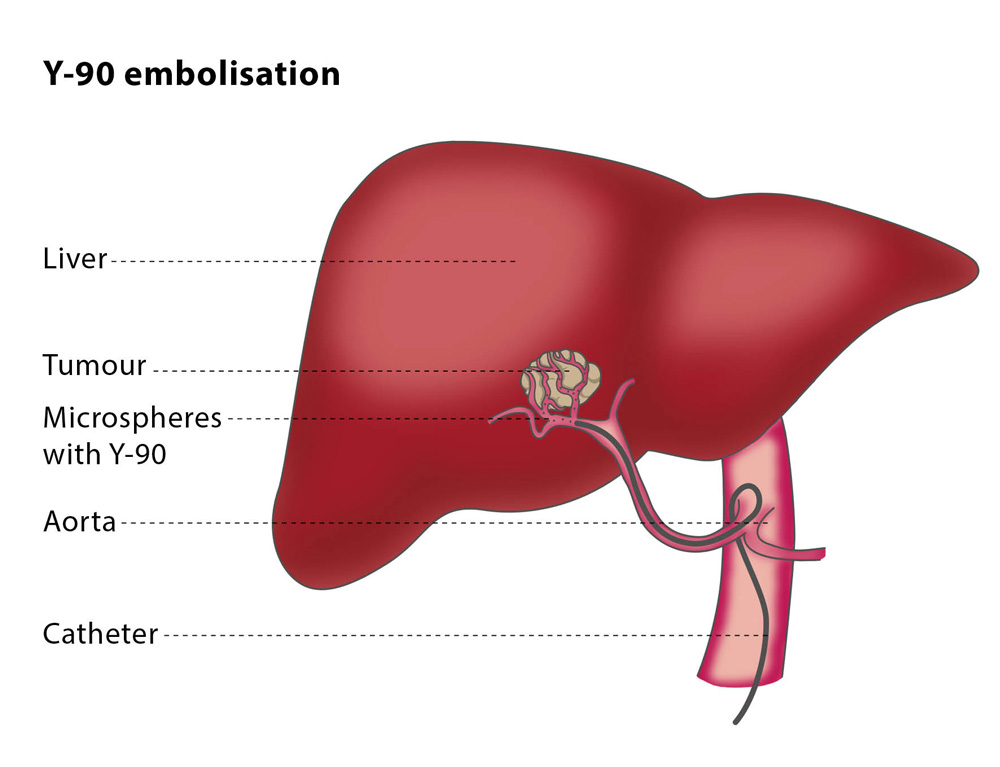 Y-90 embolisation
Liver
Tumour
Microspheres
with Y-90
Aorta
Catheter